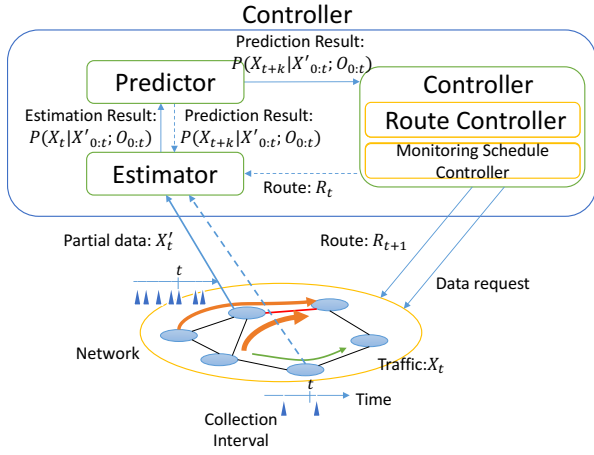 Controller
Prediction Result:
P(X_{t+k}|X'_{0:t}; O_{0:t})
Predictor
Controller
Route Controller
Monitoring Schedule
Controller
Estimation Result:
P(X_t|X'_{0:t}; O_{0:t})
Prediction Result:
P(X_{t+k}|X'_{0:t}; O_{0:t})
Estimator
Route: R_t
Partial data: X'_t
Route: R_{t+1}
Data request
t
Network
Traffic:X_t
t
Time
Collection
Interval